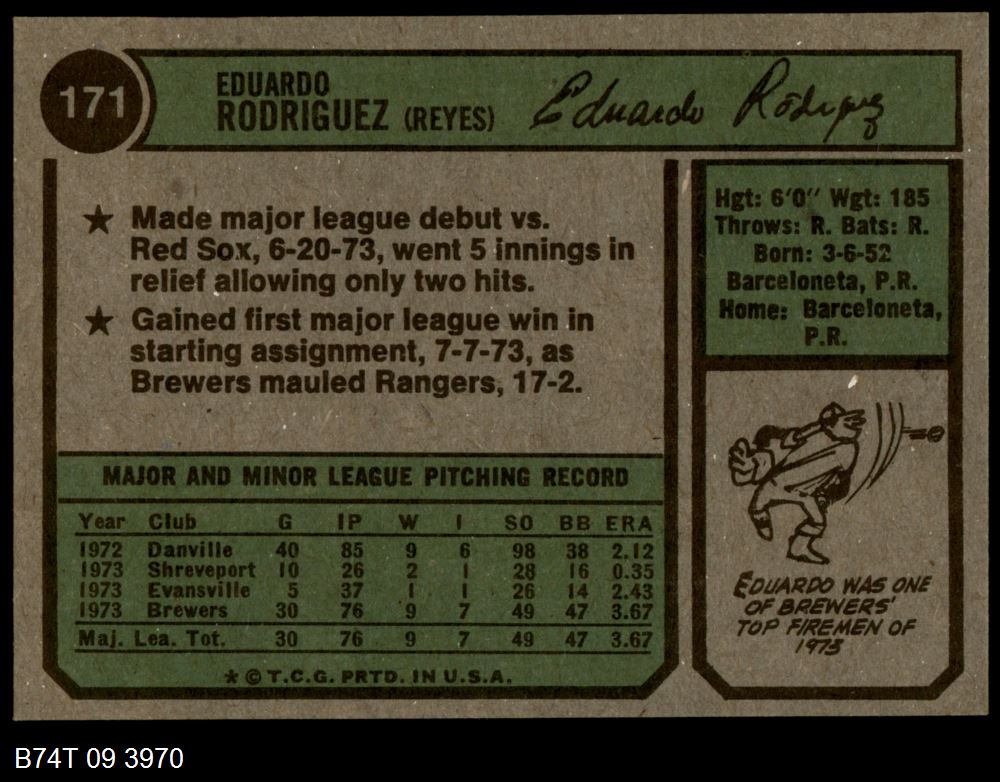 171
EDUARDO
RODRIGUEZ (REYES)
Eduardo Rodriguez
★ Made major league debut vs.
Red Sox, 6-20-73, went 5 innings in
relief allowing only two hits.
★ Gained first major league win in
starting assignment, 7-7-73, as
Brewers mauled Rangers, 17-2.
Hgt: 6'0" Wgt: 185
Throws: R. Bats: R.
Born: 3-6-52
Barceloneta, P.R.
Home: Barceloneta,
P.R.
MAJOR AND MINOR LEAGUE PITCHING RECORD
Year Club G IP W l SO BB ERA
1972 Danville 40 85 9 6 98 38 2.12
1973 Shreveport 10 26 2 1 28 16 0.35
1973 Evansville 5 37 1 1 26 14 2.43
1973 Brewers 30 76 9 7 49 47 3.67
Maj. Lea. Tot. 30 76 9 7 49 47 3.67
★ © T.C.G. PRTD. IN U.S.A.
EDUARDO WAS ONE
OF BREWERS'
TOP FIREMEN OF
1973
B74T 09 3970